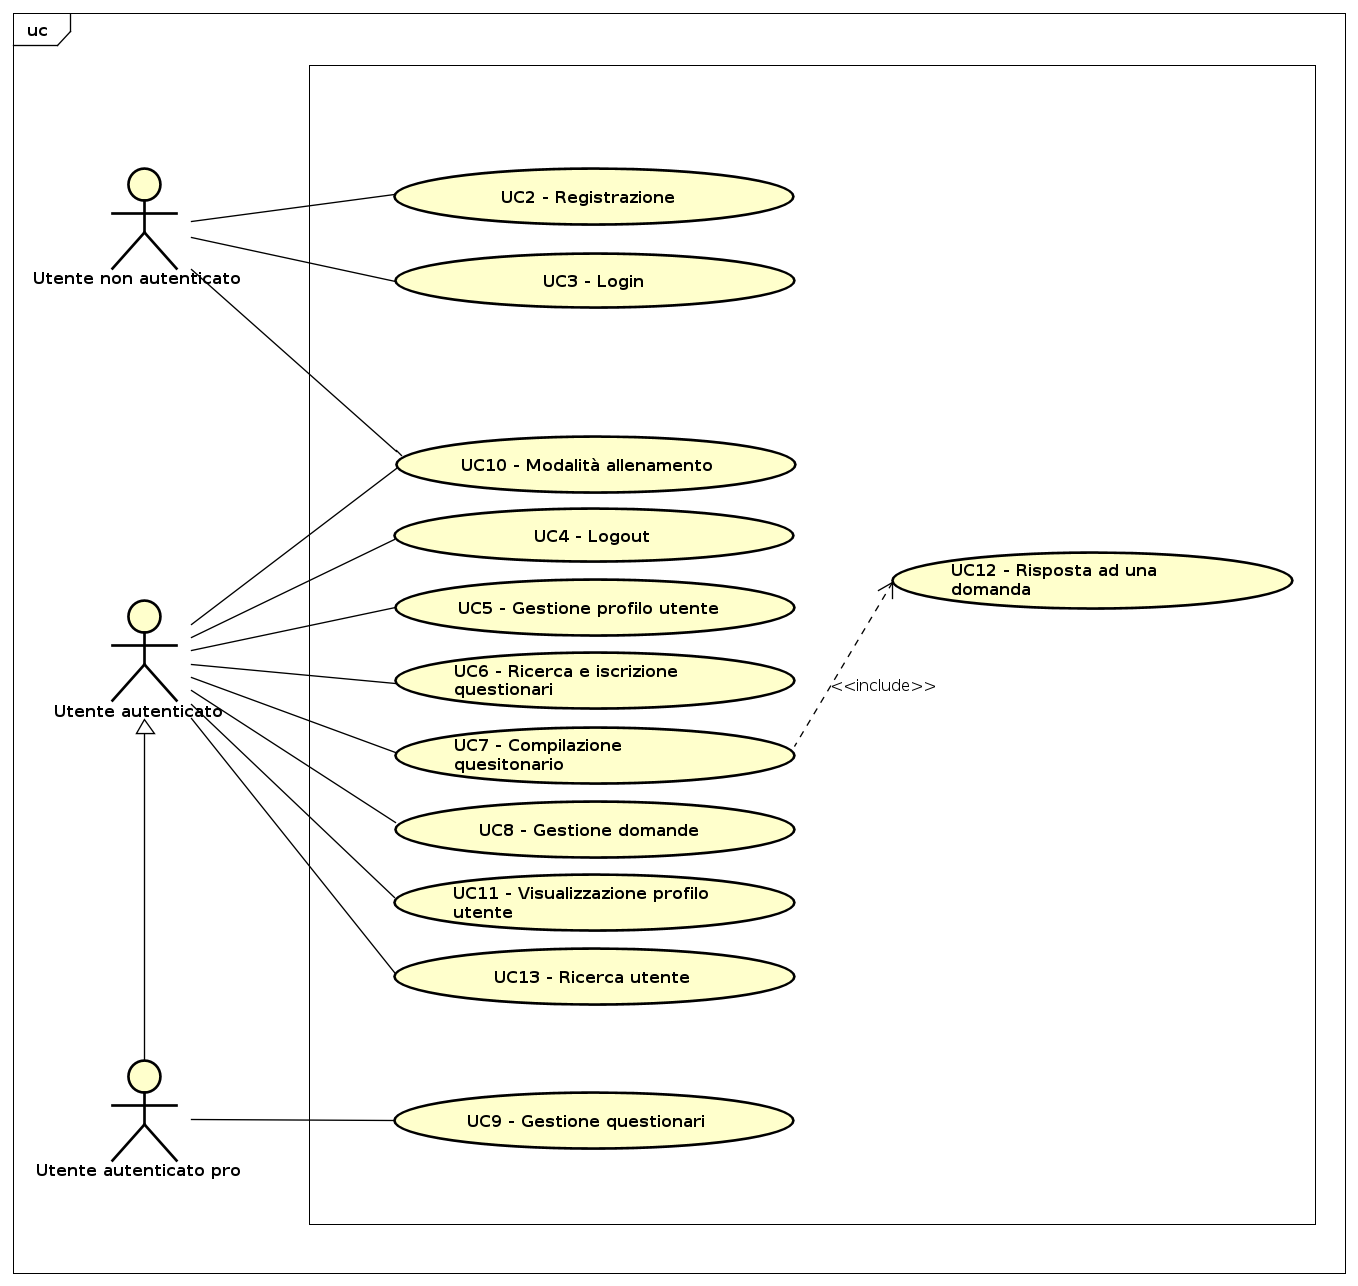 uc
UC2 - Registrazione
UC3 - Login
Utente non autenticato
UC10 - Modalità allenamento
UC4 - Logout
UC12 - Risposta ad una
domanda
UC5 - Gestione profilo utente
UC6 - Ricerca e iscrizione
questionari
<<include>>
Utente autenticato
UC7 - Compilazione
quesitonario
UC8 - Gestione domande
UC11 - Visualizzazione profilo
utente
UC13 - Ricerca utente
UC9 - Gestione questionari
Utente autenticato pro